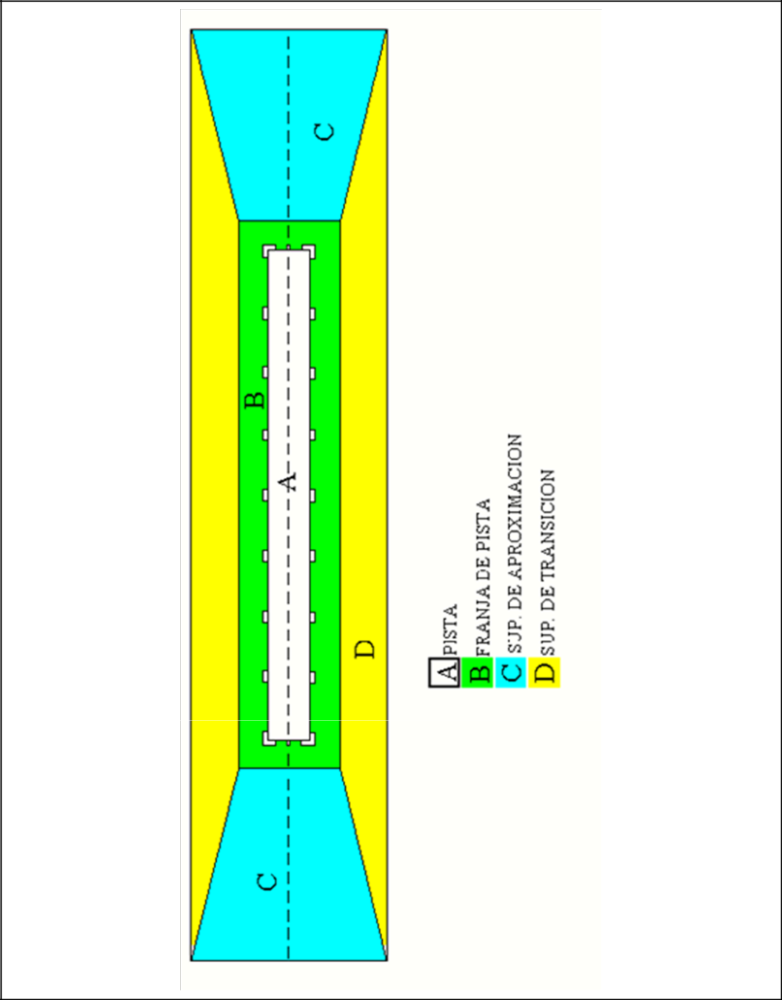 C
B
A
D
C
A PISTA
B FRANJA DE PISTA
C SUP. DE APROXIMACION
D SUP. DE TRANSICION